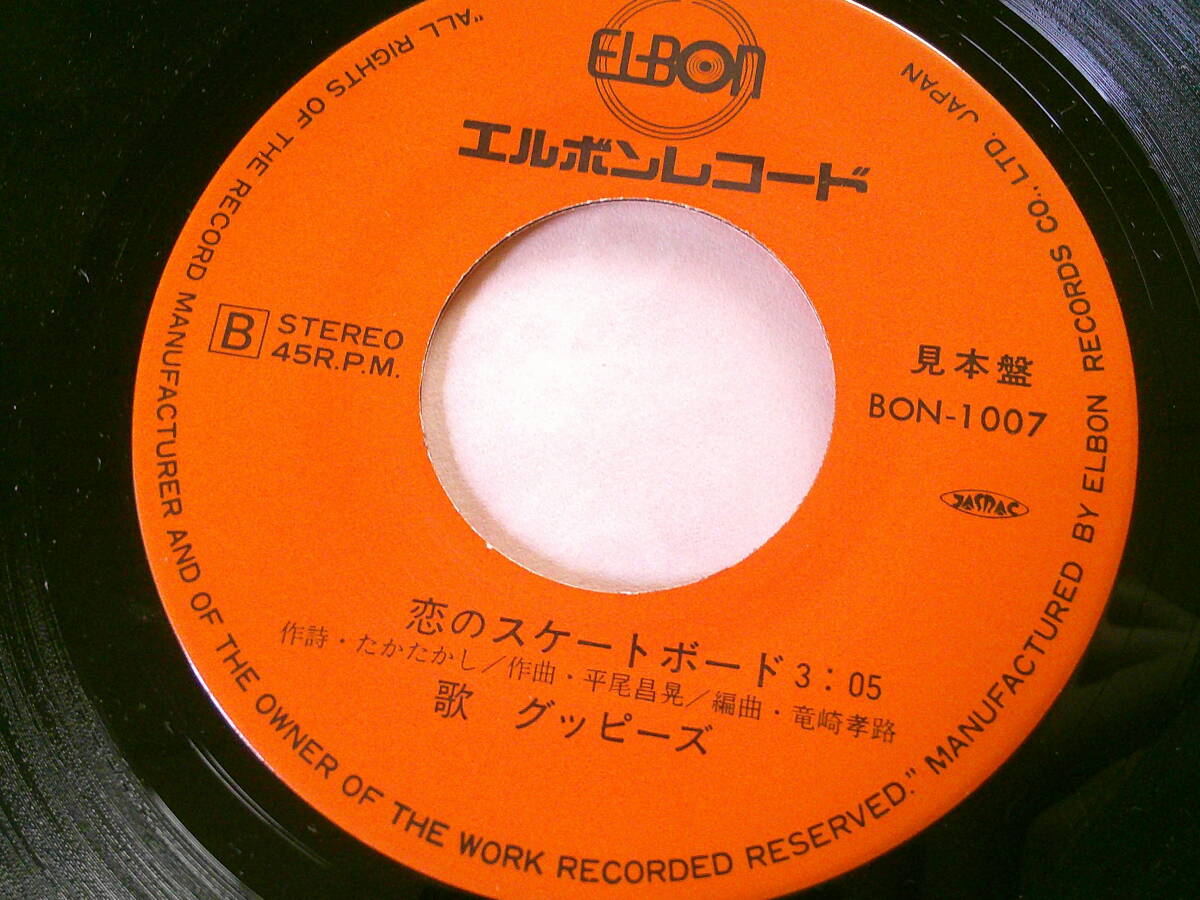 ELBON
エルボンレコード
B
STEREO
45R.P.M.
見本盤
BON-1007
JASRAC
恋のスケートボード 3:05
作詩・たかたかし/作曲・平尾昌晃/編曲・竜崎孝路
歌 グッピーズ
"ALL RIGHTS OF THE RECORD MANUFACTURER AND OF THE OWNER OF THE WORK RECORDED RESERVED." MANUFACTURED BY ELBON RECORDS CO., LTD. JAPAN